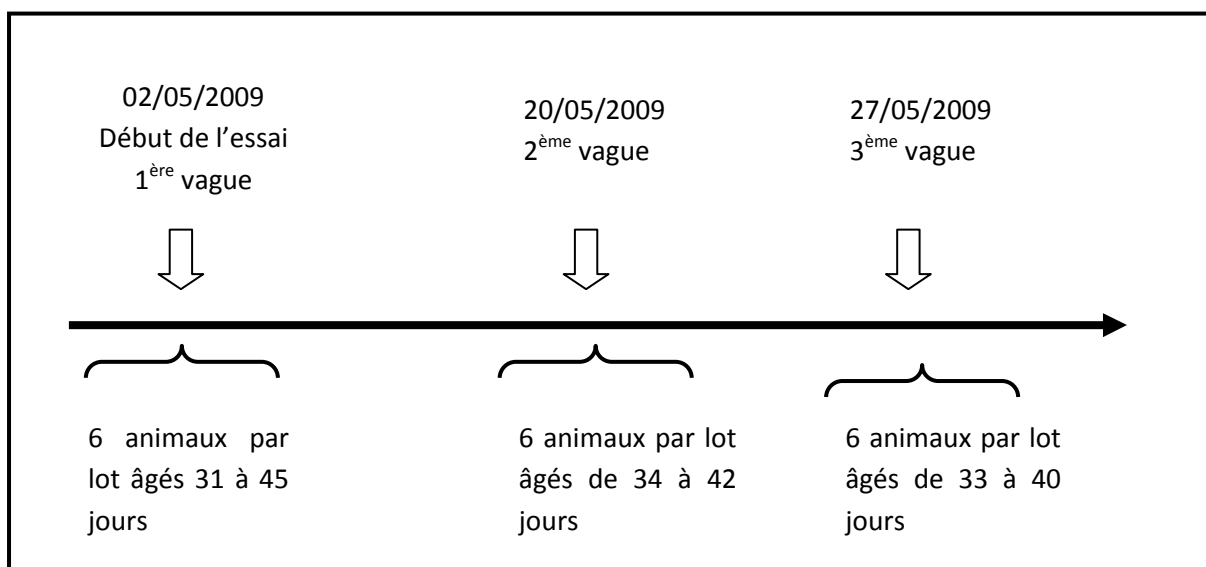 02/05/2009
Début de l'essai
1ère vague
20/05/2009
2ème vague
27/05/2009
3ème vague
6 animaux par
lot âgés 31 à 45
jours
6 animaux par lot
âgés de 34 à 42
jours
6 animaux par lot
âgés de 33 à 40
jours